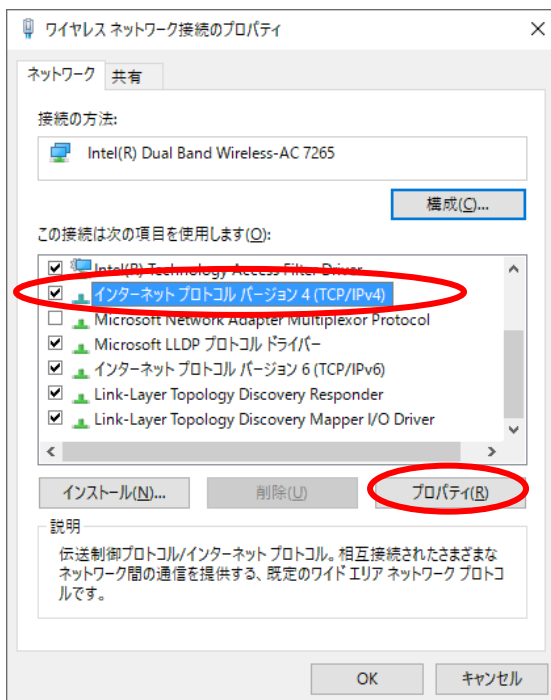 ワイヤレス ネットワーク接続のプロパティ
ネットワーク 共有
接続の方法:
Intel(R) Dual Band Wireless-AC 7265
構成(C)...
この接続は次の項目を使用します(O):
Intel(R) Technology Access Filter Driver
インターネット プロトコル バージョン 4 (TCP/IPv4)
Microsoft Network Adapter Multiplexor Protocol
Microsoft LLDP プロトコル ドライバー
インターネット プロトコル バージョン 6 (TCP/IPv6)
Link-Layer Topology Discovery Responder
Link-Layer Topology Discovery Mapper I/O Driver
インストール(N)... 削除(U) プロパティ(R)
説明
伝送制御プロトコル/インターネット プロトコル。相互接続されたさまざまな
ネットワーク間の通信を提供する、既定のワイド エリア ネットワーク プロトコ
ルです。
OK キャンセル